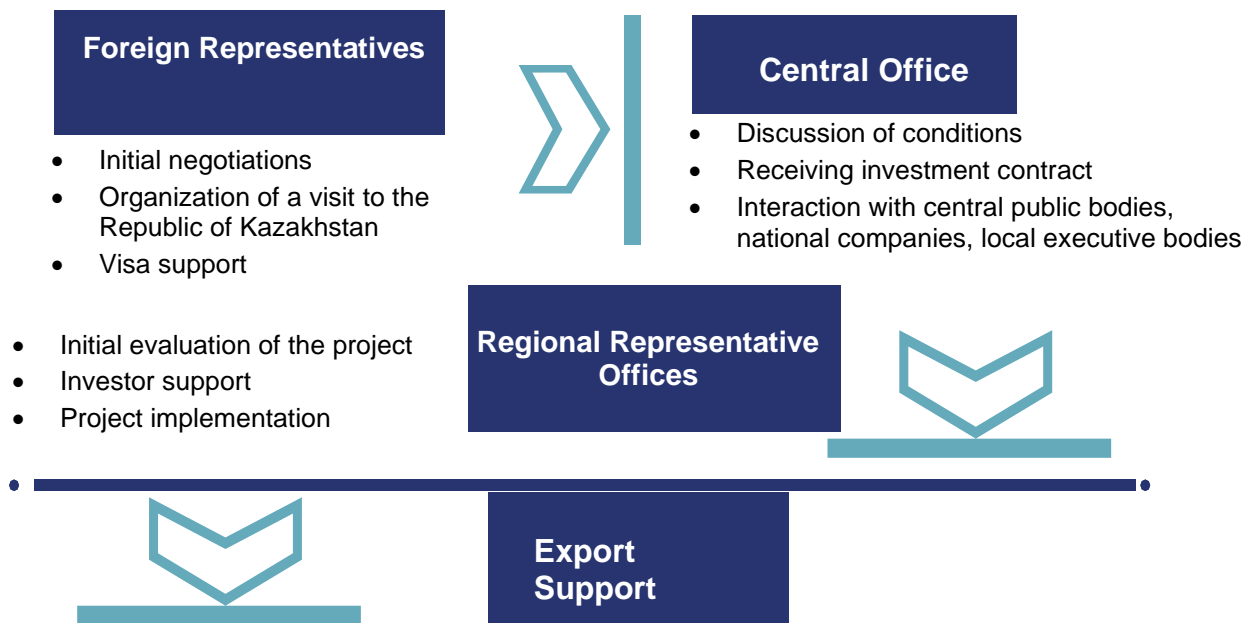 Foreign Representatives
• Initial negotiations
• Organization of a visit to the
Republic of Kazakhstan
• Visa support
Central Office
• Discussion of conditions
• Receiving investment contract
• Interaction with central public bodies,
national companies, local executive bodies
• Initial evaluation of the project
• Investor support
• Project implementation
Regional Representative
Offices
Export
Support